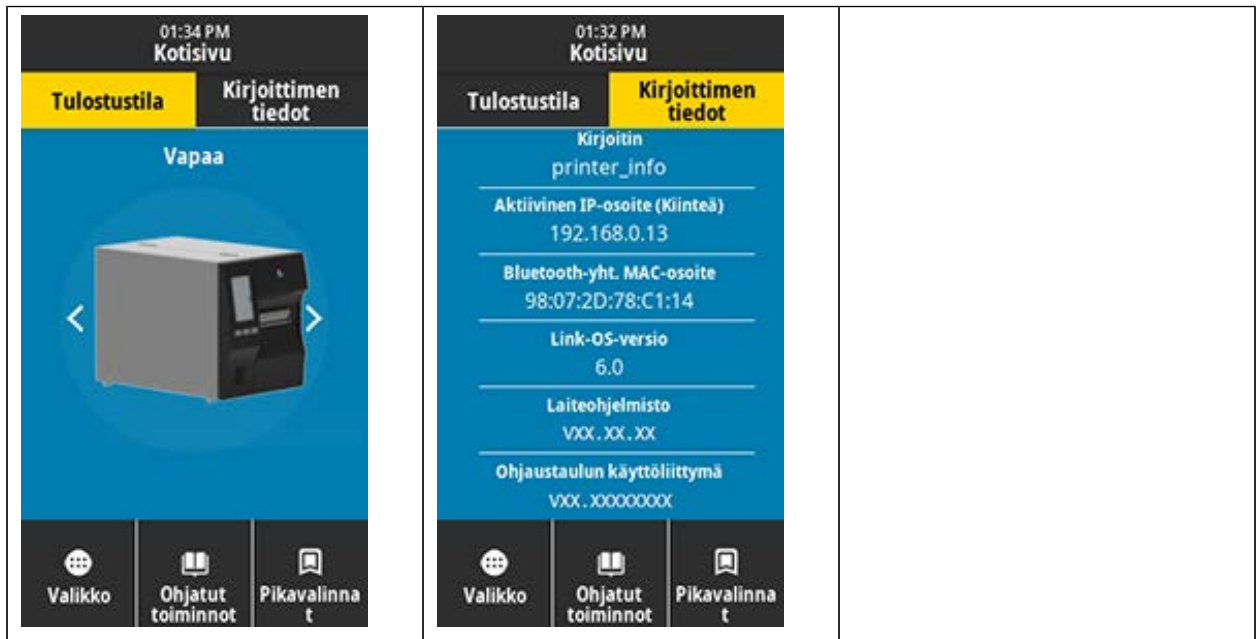 01:34 PM
Kotisivu
Tulostustila
Kirjoittimen
tiedot
Vapaa
Valikko
Ohjatut
toiminnot
Pikavalinna
t
01:32 PM
Kotisivu
Tulostustila
Kirjoittimen
tiedot
Kirjoitin
printer_info
Aktiivinen IP-osoite (Kiinteä)
192.168.0.13
Bluetooth-yht. MAC-osoite
98:07:2D:78:C1:14
Link-OS-versio
6.0
Laiteohjelmisto
VXX.XX.XX
Ohjaustaulun käyttöliittymä
VXX.XXXXXXXX
Valikko
Ohjatut
toiminnot
Pikavalinna
t